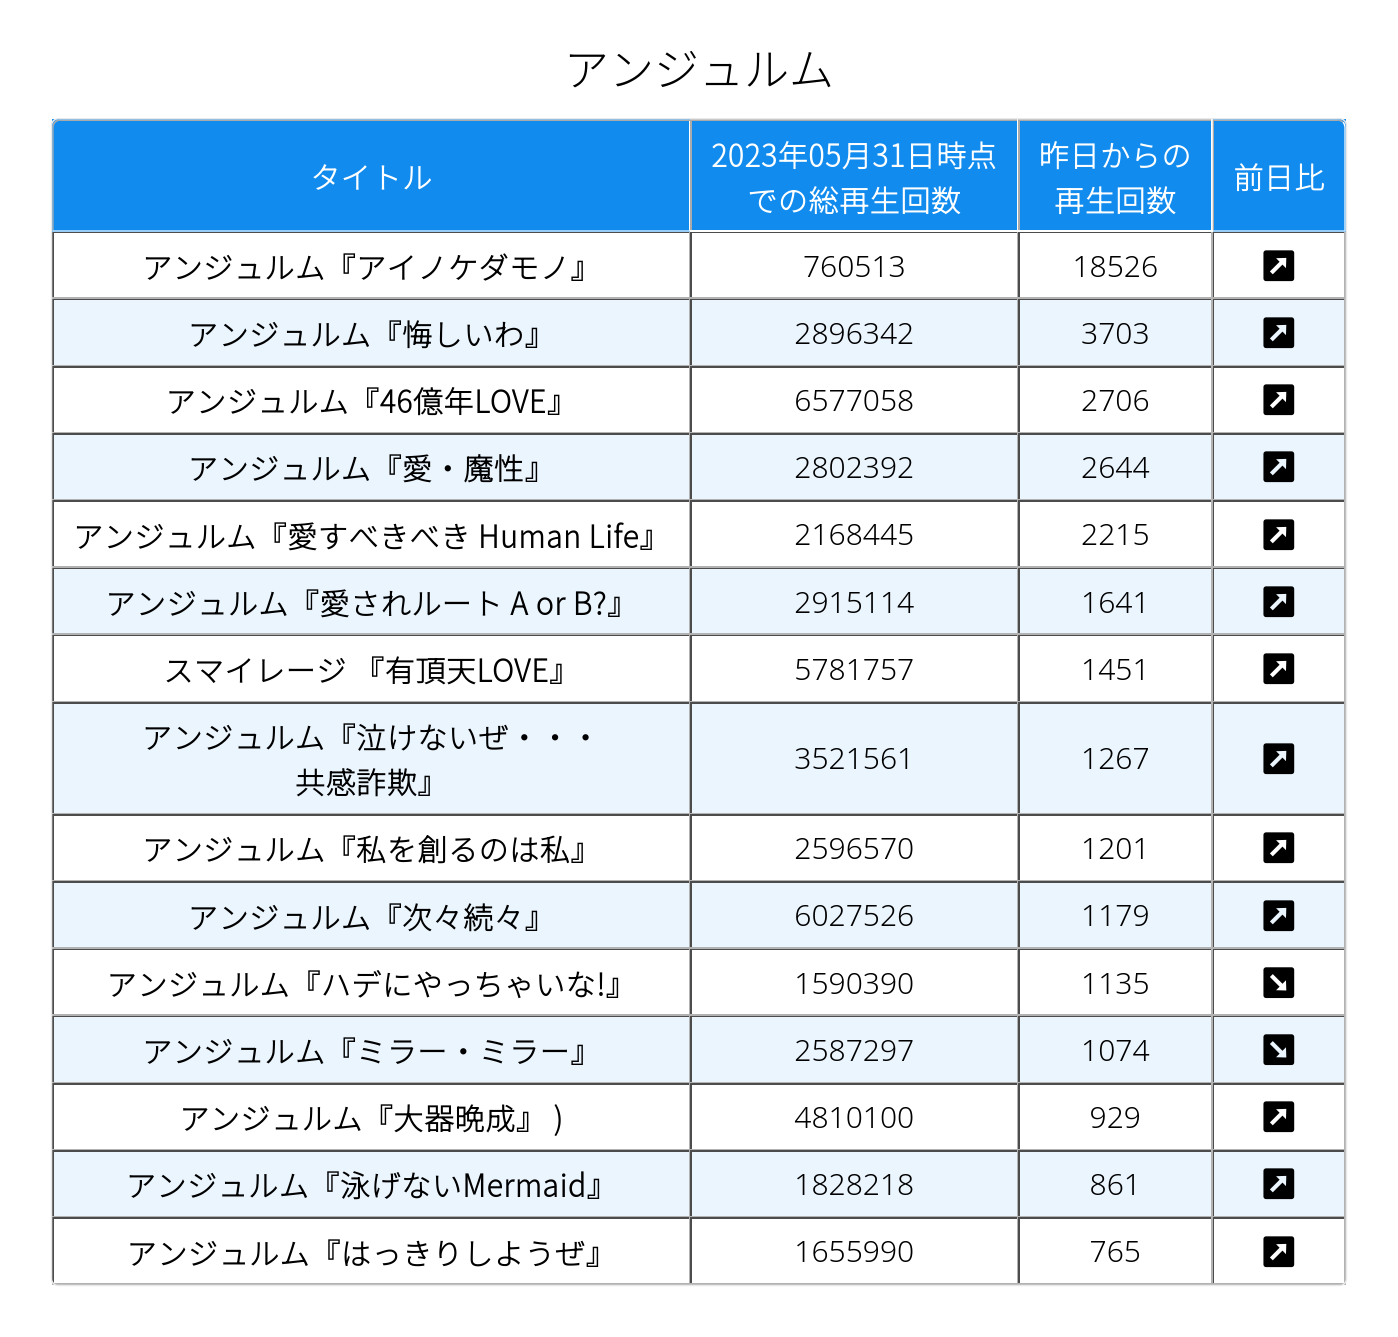 アンジュルム
タイトル 2023年05月31日時点での総再生回数 昨日からの再生回数 前日比
アンジュルム『アイノケダモノ』 760513 18526 ↗
アンジュルム『悔しいわ』 2896342 3703 ↗
アンジュルム『46億年LOVE』 6577058 2706 ↗
アンジュルム『愛・魔性』 2802392 2644 ↗
アンジュルム『愛すべきべき Human Life』 2168445 2215 ↗
アンジュルム『愛されルート A or B?』 2915114 1641 ↗
スマイレージ 『有頂天LOVE』 5781757 1451 ↗
アンジュルム『泣けないぜ・・・共感詐欺』 3521561 1267 ↗
アンジュルム『私を創るのは私』 2596570 1201 ↗
アンジュルム『次々続々』 6027526 1179 ↗
アンジュルム『ハデにやっちゃいな!』 1590390 1135 ↘
アンジュルム『ミラー・ミラー』 2587297 1074 ↘
アンジュルム『大器晩成』 ) 4810100 929 ↗
アンジュルム『泳げないMermaid』 1828218 861 ↗
アンジュルム『はっきりしようぜ』 1655990 765 ↗